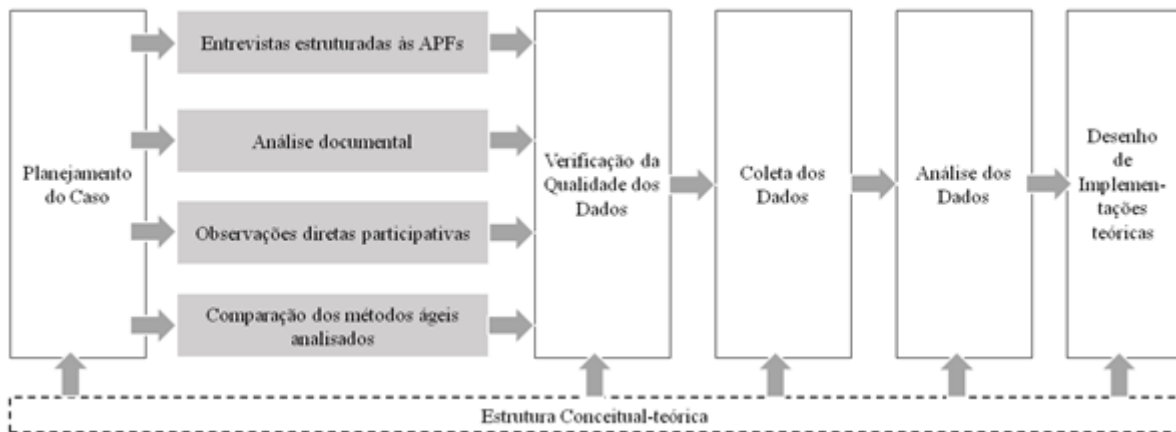 Planejamento
do Caso
Entrevistas estruturadas às APFs
Análise documental
Observações diretas participativas
Comparação dos métodos ágeis
analisados
Verificação da
Qualidade dos
Dados
Coleta dos
Dados
Análise dos
Dados
Desenho
de
Implemen-
tações
teóricas
Estrutura Conceitual-teórica